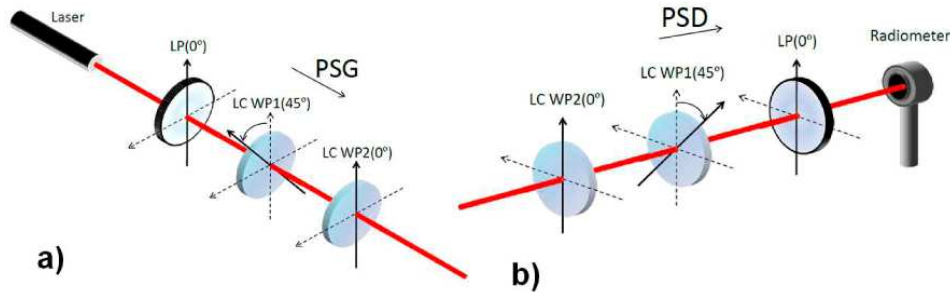 Laser
LP(0º)
PSG
LC WP1(45º)
LC WP2(0º)
a)
PSD
LP(0º)
Radiometer
LC WP1(45º)
LC WP2(0º)
b)